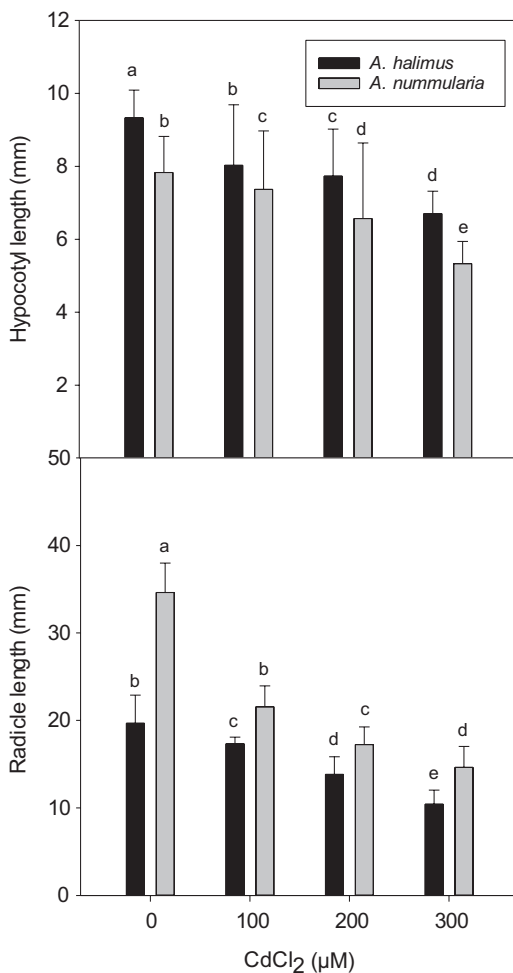 12
A. halimus
A. nummularia
Hypocotyl length (mm)
10
8
6
4
2
a
b
b
c
c
d
d
e
50
40
30
20
10
0
Radicle length (mm)
a
b
b
c
c
d
d
e
0 100 200 300
CdCl2 (µM)